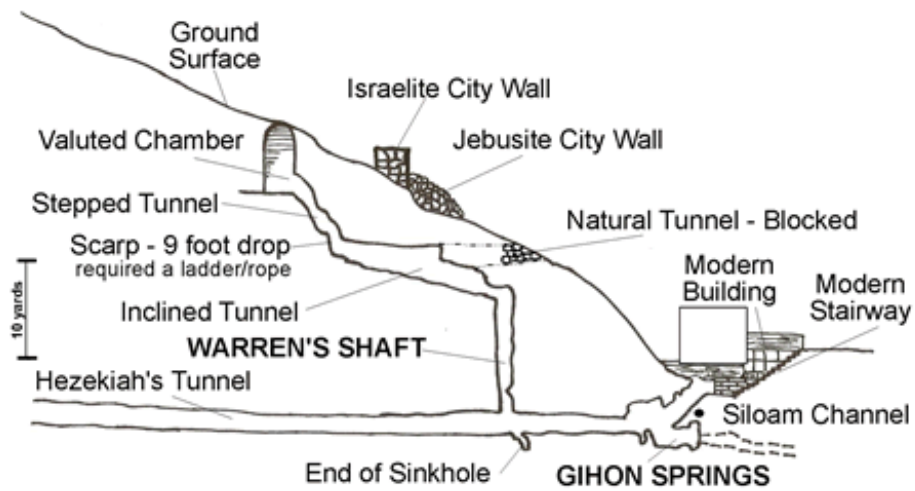 Ground
Surface
Israelite City Wall
Valuted Chamber
Jebusite City Wall
Stepped Tunnel
Natural Tunnel - Blocked
Scarp - 9 foot drop
required a ladder/rope
Modern
Building
Modern
Stairway
10 yards
Inclined Tunnel
WARREN'S SHAFT
Hezekiah's Tunnel
Siloam Channel
End of Sinkhole
GIHON SPRINGS